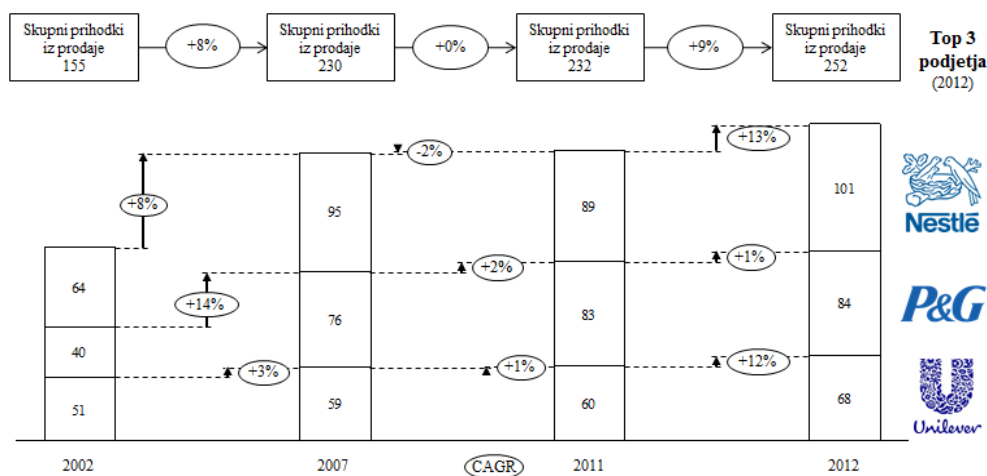 Skupni prihodki
iz prodaje
155
+8%
Skupni prihodki
iz prodaje
230
+0%
Skupni prihodki
iz prodaje
232
+9%
Skupni prihodki
iz prodaje
252
Top 3
podjetja
(2012)
+8%
-2%
+13%
64
95
89
101
Nestlé
+14%
+2%
+1%
40
76
83
84
P&G
+3%
+1%
+12%
51
59
60
68
Unilever
2002
2007
CAGR
2011
2012